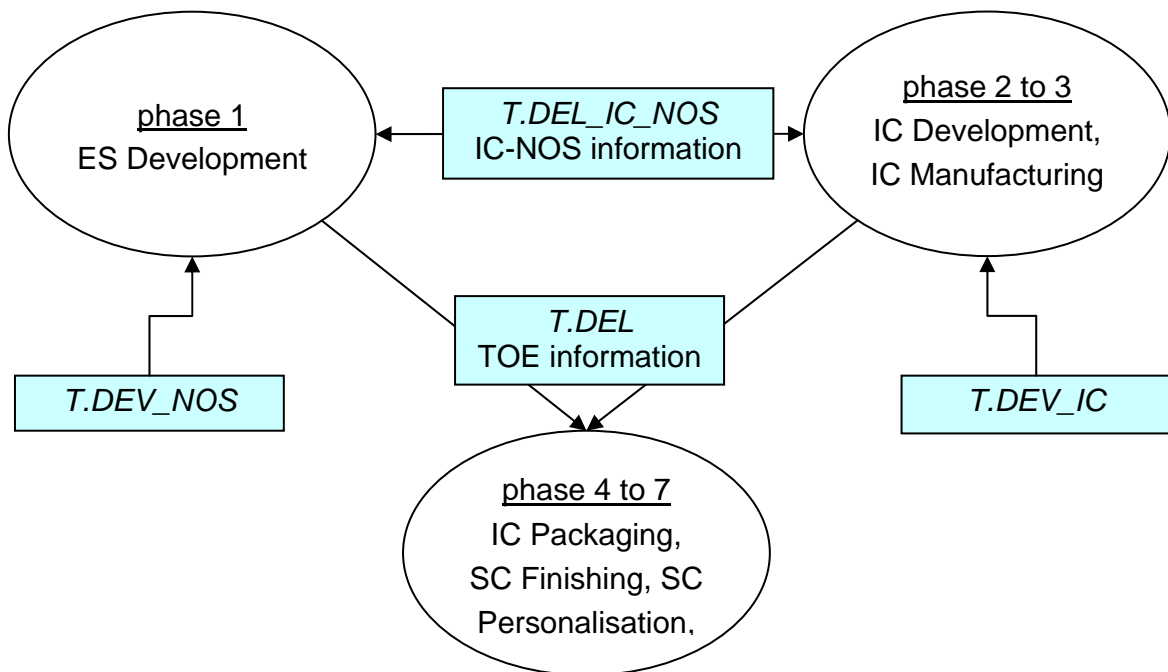 phase 1
ES Development
T.DEL_IC_NOS
IC-NOS information
phase 2 to 3
IC Development,
IC Manufacturing
T.DEL
TOE information
T.DEV_NOS
T.DEV_IC
phase 4 to 7
IC Packaging,
SC Finishing, SC
Personalisation,